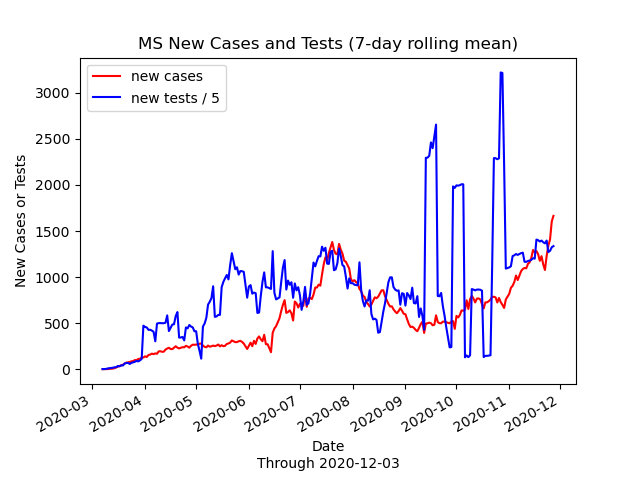 MS New Cases and Tests (7-day rolling mean)
new cases
new tests / 5
New Cases or Tests
3000
2500
2000
1500
1000
500
0
2020-03
2020-04
2020-05
2020-06
2020-07
2020-08
2020-09
2020-10
2020-11
2020-12
Date
Through 2020-12-03